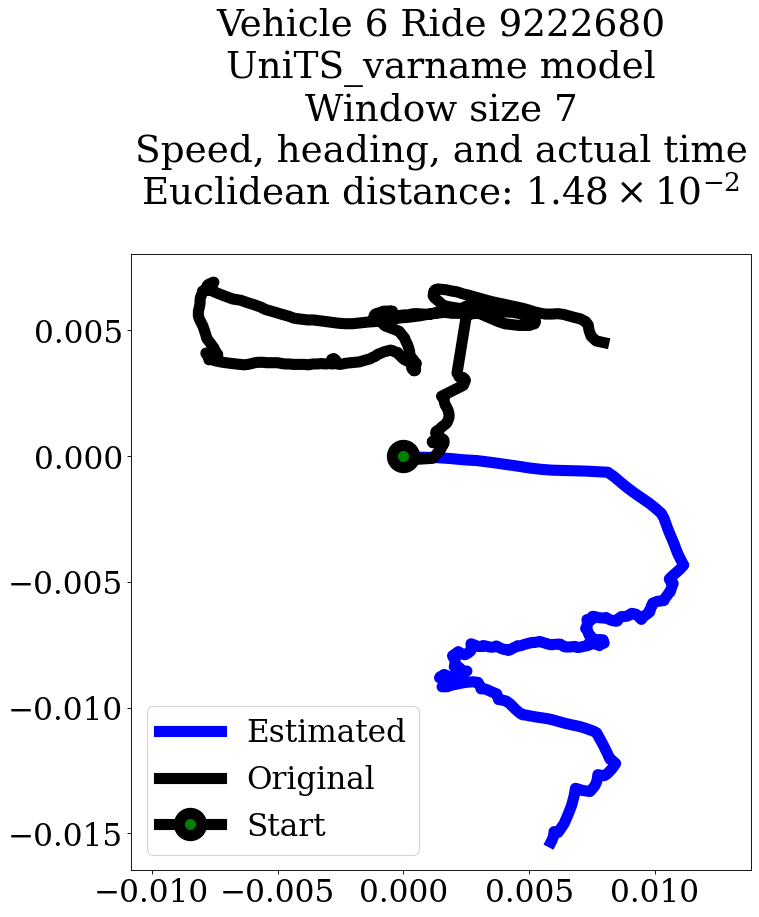 Vehicle 6 Ride 9222680
UniTS_varname model
Window size 7
Speed, heading, and actual time
Euclidean distance: 1.48 × 10⁻²
0.005
0.000
−0.005
−0.010
−0.015
Estimated
Original
Start
−0.010 −0.005 0.000 0.005 0.010